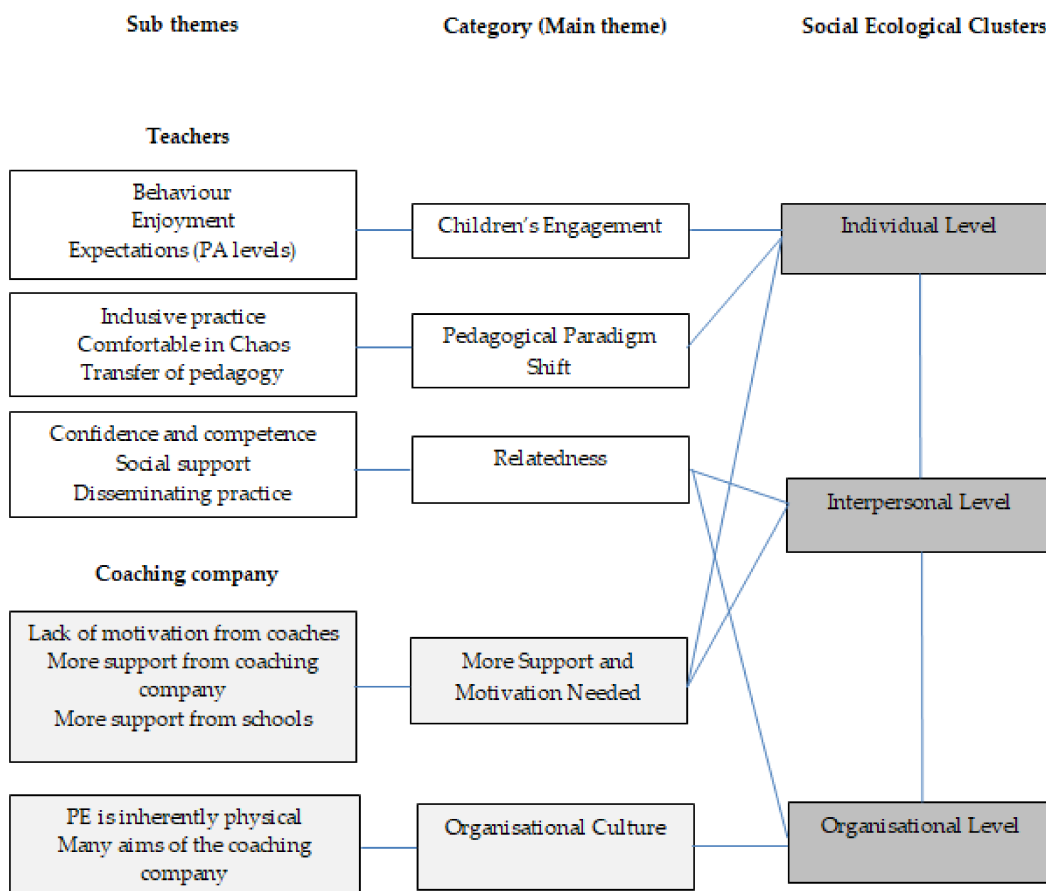 Sub themes
Category (Main theme)
Social Ecological Clusters
Teachers
Behaviour
Enjoyment
Expectations (PA levels)
Children's Engagement
Individual Level
Inclusive practice
Comfortable in Chaos
Transfer of pedagogy
Pedagogical Paradigm
Shift
Confidence and competence
Social support
Disseminating practice
Relatedness
Interpersonal Level
Coaching company
Lack of motivation from coaches
More support from coaching
company
More support from schools
More Support and
Motivation Needed
PE is inherently physical
Many aims of the coaching
company
Organisational Culture
Organisational Level